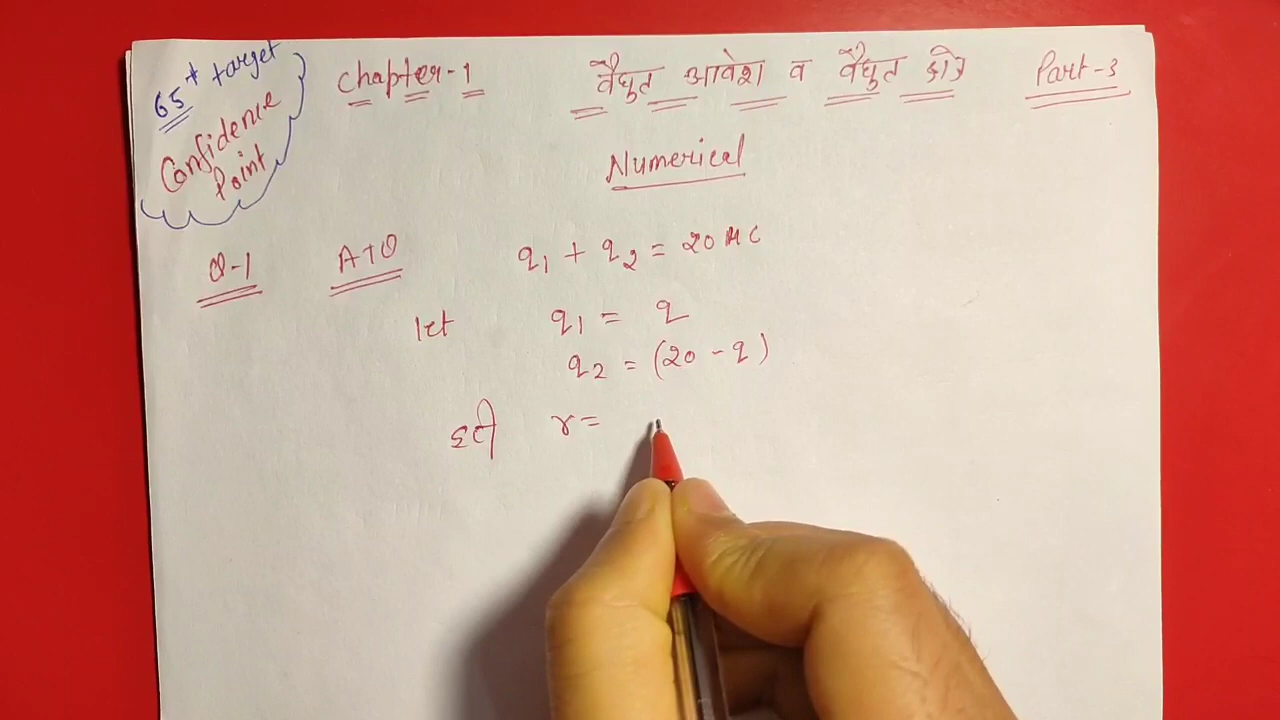 65+ target
Confidence
Point
Chapter-1 वैधुत आवेश व वैधुत क्षेत्र Part-3
Numerical
Q-1 ATQ q1 + q2 = 20 μC
let q1 = q
q2 = (20 - q)
दूरी r =